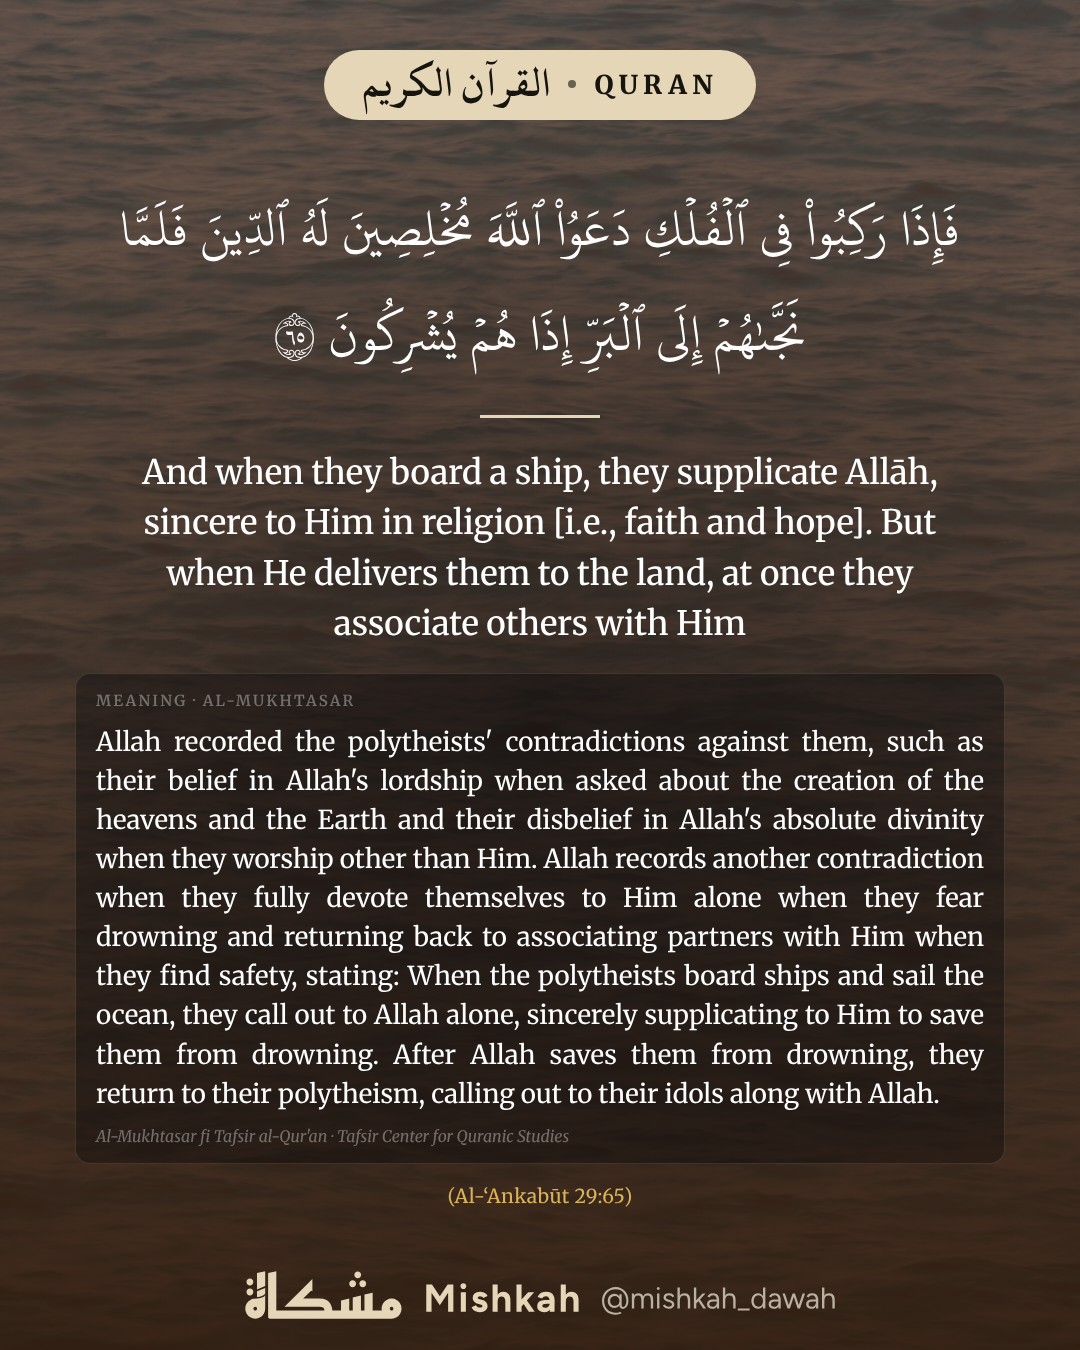 القرآن الكريم • QURAN
فَإِذَا رَكِبُوا۟ فِى ٱلْفُلْكِ دَعَوُا۟ ٱللَّهَ مُخْلِصِينَ لَهُ ٱلدِّينَ فَلَمَّا
نَجَّىٰهُمْ إِلَى ٱلْبَرِّ إِذَا هُمْ يُشْرِكُونَ ٦٥
And when they board a ship, they supplicate Allāh,
sincere to Him in religion [i.e., faith and hope]. But
when He delivers them to the land, at once they
associate others with Him
MEANING · AL-MUKHTASAR
Allah recorded the polytheists' contradictions against them, such as
their belief in Allah's lordship when asked about the creation of the
heavens and the Earth and their disbelief in Allah's absolute divinity
when they worship other than Him. Allah records another contradiction
when they fully devote themselves to Him alone when they fear
drowning and returning back to associating partners with Him when
they find safety, stating: When the polytheists board ships and sail the
ocean, they call out to Allah alone, sincerely supplicating to Him to save
them from drowning. After Allah saves them from drowning, they
return to their polytheism, calling out to their idols along with Allah.
Al-Mukhtasar fi Tafsir al-Qur'an · Tafsir Center for Quranic Studies
(Al-‘Ankabūt 29:65)
مشكاة Mishkah @mishkah_dawah